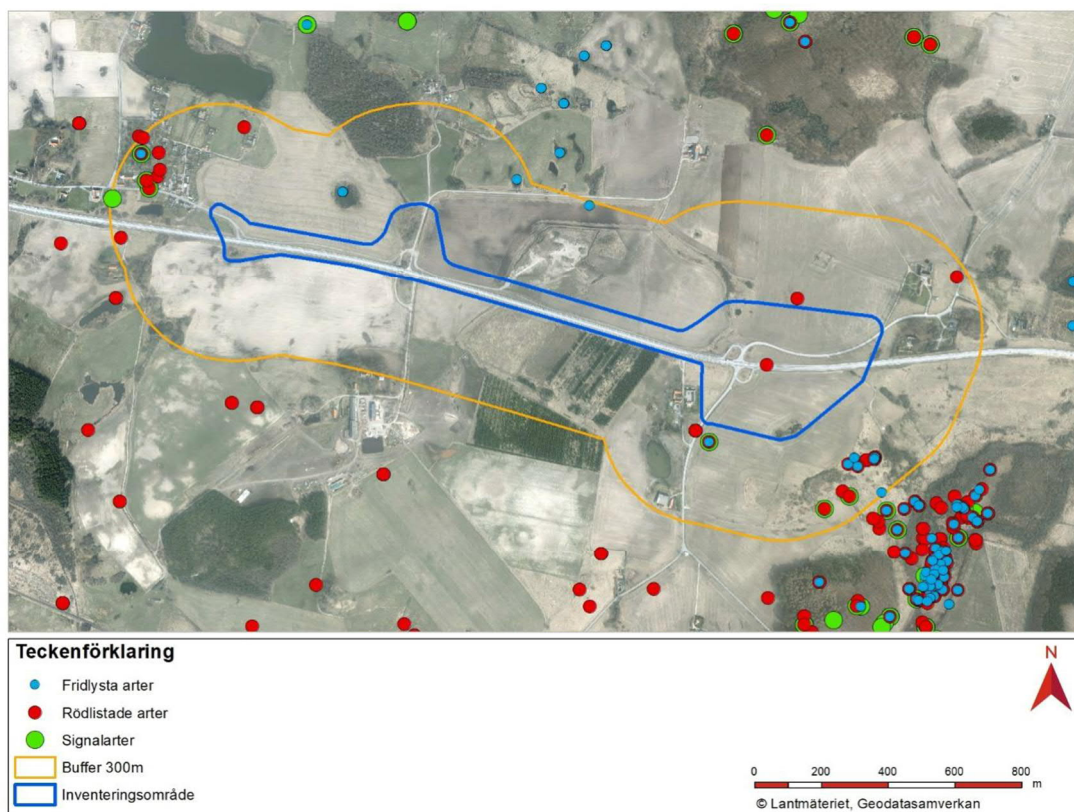 Teckenförklaring
Fridlysta arter
Rödlistade arter
Signalarter
Buffer 300m
Inventeringsområde
N
0 200 400 600 800
m
© Lantmäteriet, Geodatasamverkan